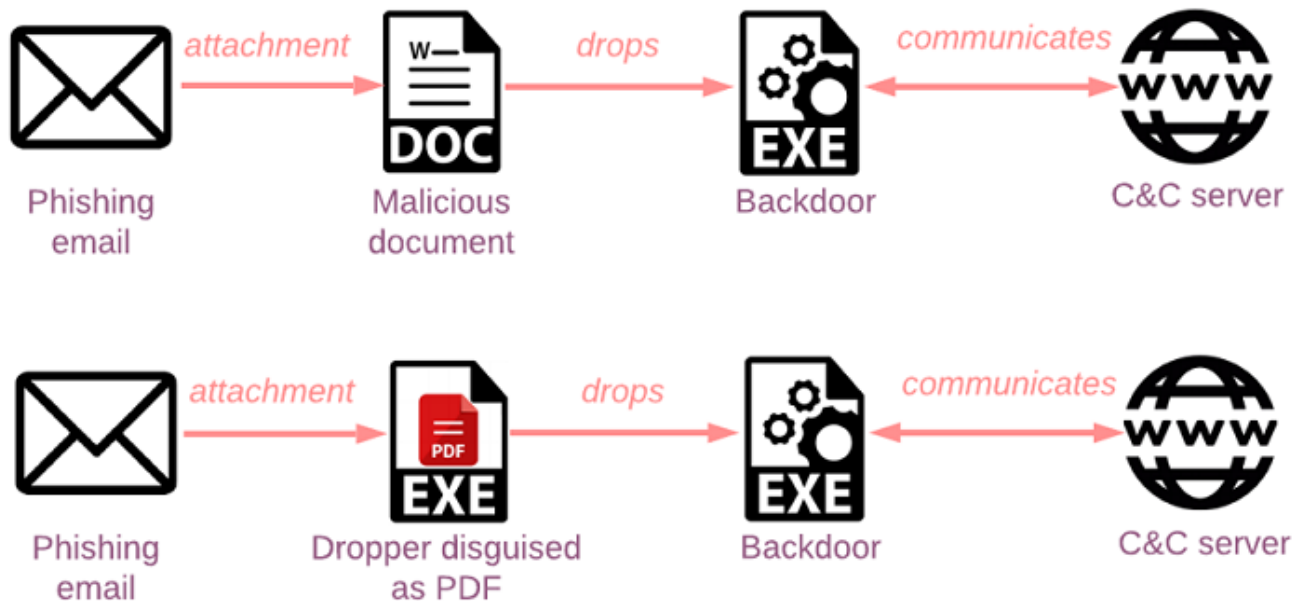 attachment
drops
communicates
W
DOC
EXE
www
Phishing
email
Malicious
document
Backdoor
C&C server
attachment
drops
communicates
PDF
EXE
EXE
www
Phishing
email
Dropper disguised
as PDF
Backdoor
C&C server